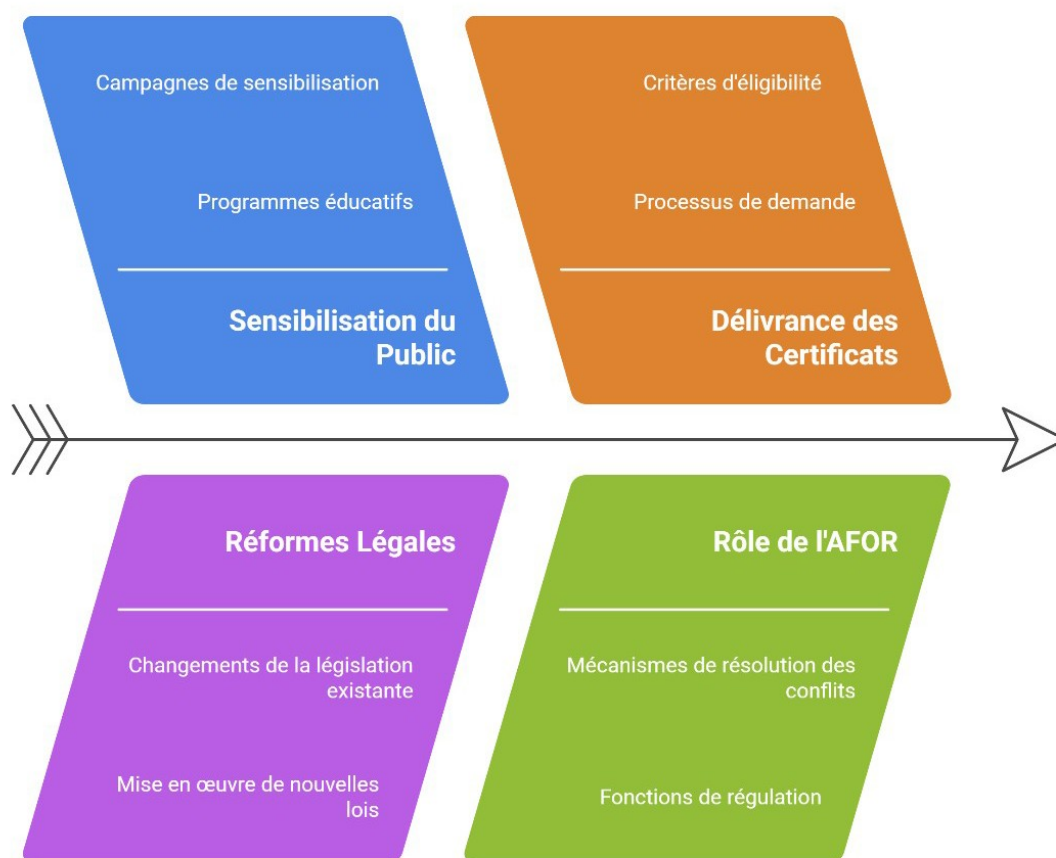 Campagnes de sensibilisation
Programmes éducatifs
Sensibilisation du
Public
Critères d'éligibilité
Processus de demande
Délivrance des
Certificats
Réformes Légales
Changements de la législation
existante
Mise en œuvre de nouvelles
lois
Rôle de l'AFOR
Mécanismes de résolution des
conflits
Fonctions de régulation